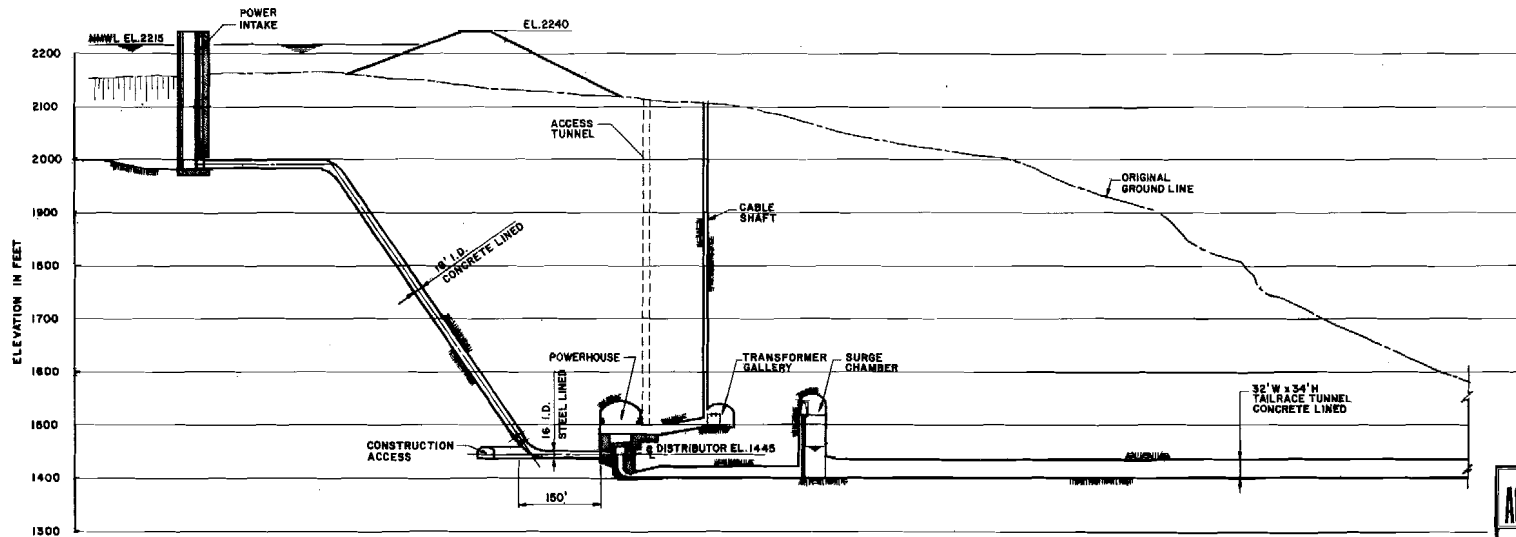 POWER
INTAKE
NMWL EL.2215
EL.2240
2200
2100
2000
1900
1800
1700
1600
1500
1400
1300
ELEVATION IN FEET
ACCESS
TUNNEL
CABLE
SHAFT
ORIGINAL
GROUND LINE
18' I.D.
CONCRETE LINED
POWERHOUSE
TRANSFORMER
GALLERY
SURGE
CHAMBER
32'W x 34'H
TAILRACE TUNNEL
CONCRETE LINED
16' I.D.
STEEL LINED
CONSTRUCTION
ACCESS
℄ DISTRIBUTOR EL.1445
150'